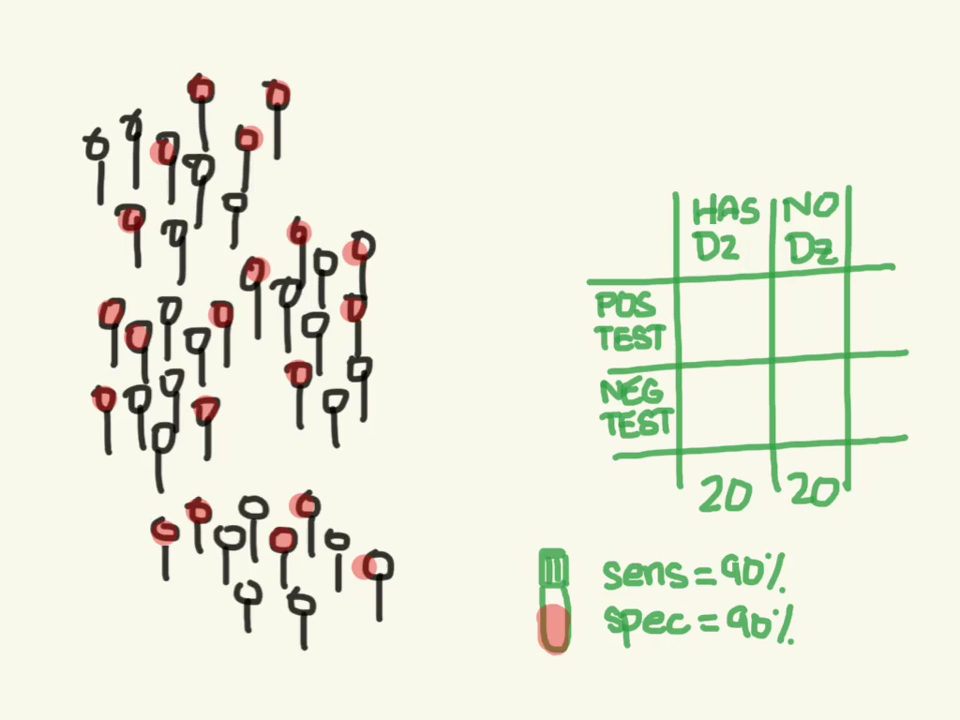 HAS NO
Dz Dz
POS
TEST
NEG
TEST
20 20
sens = 90%
spec = 90%